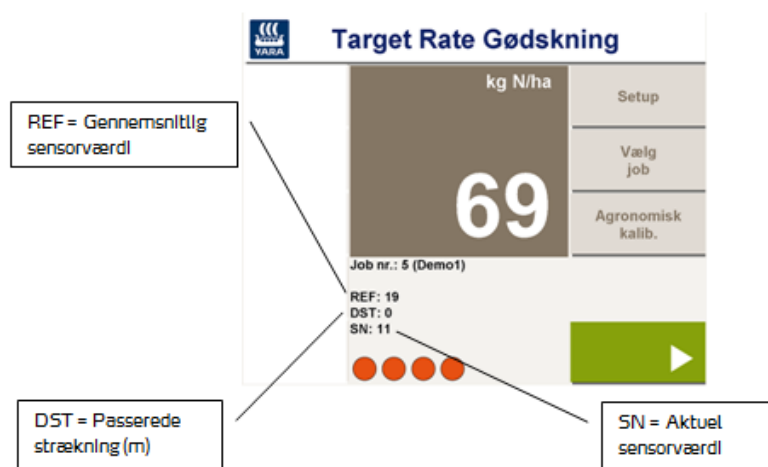 YARA
Target Rate Gødskning
kg N/ha
69
Setup
Vælg
job
Agronomisk
kalib.
REF = Gennemsnitlig
sensorværdi
Job nr.: 5 (Demo1)
REF: 19
DST: 0
SN: 11
DST = Passerede
strækning (m)
SN = Aktuel
sensorværdi